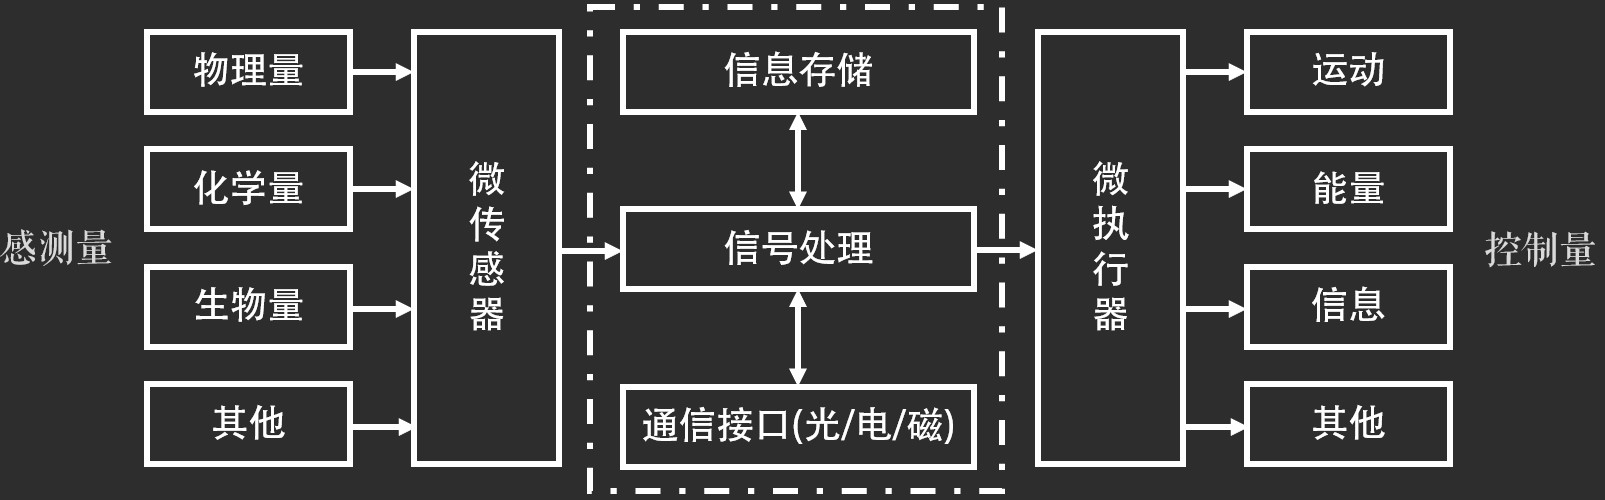 感测量
物理量
化学量
生物量
其他
微传感器
信息存储
信号处理
通信接口(光/电/磁)
微执行器
运动
能量
信息
其他
控制量